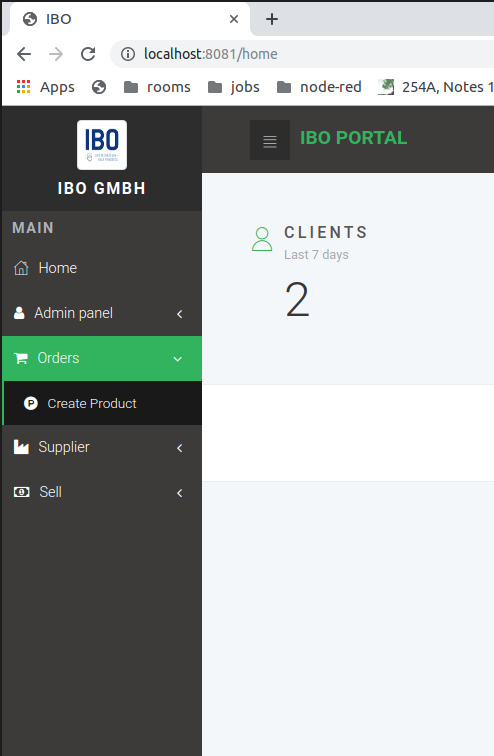 IBO
localhost:8081/home
Apps rooms jobs node-red 254A, Notes 1
IBO
IBO GMBH
IBO PORTAL
MAIN
Home
Admin panel
Orders
P Create Product
Supplier
Sell
CLIENTS
Last 7 days
2